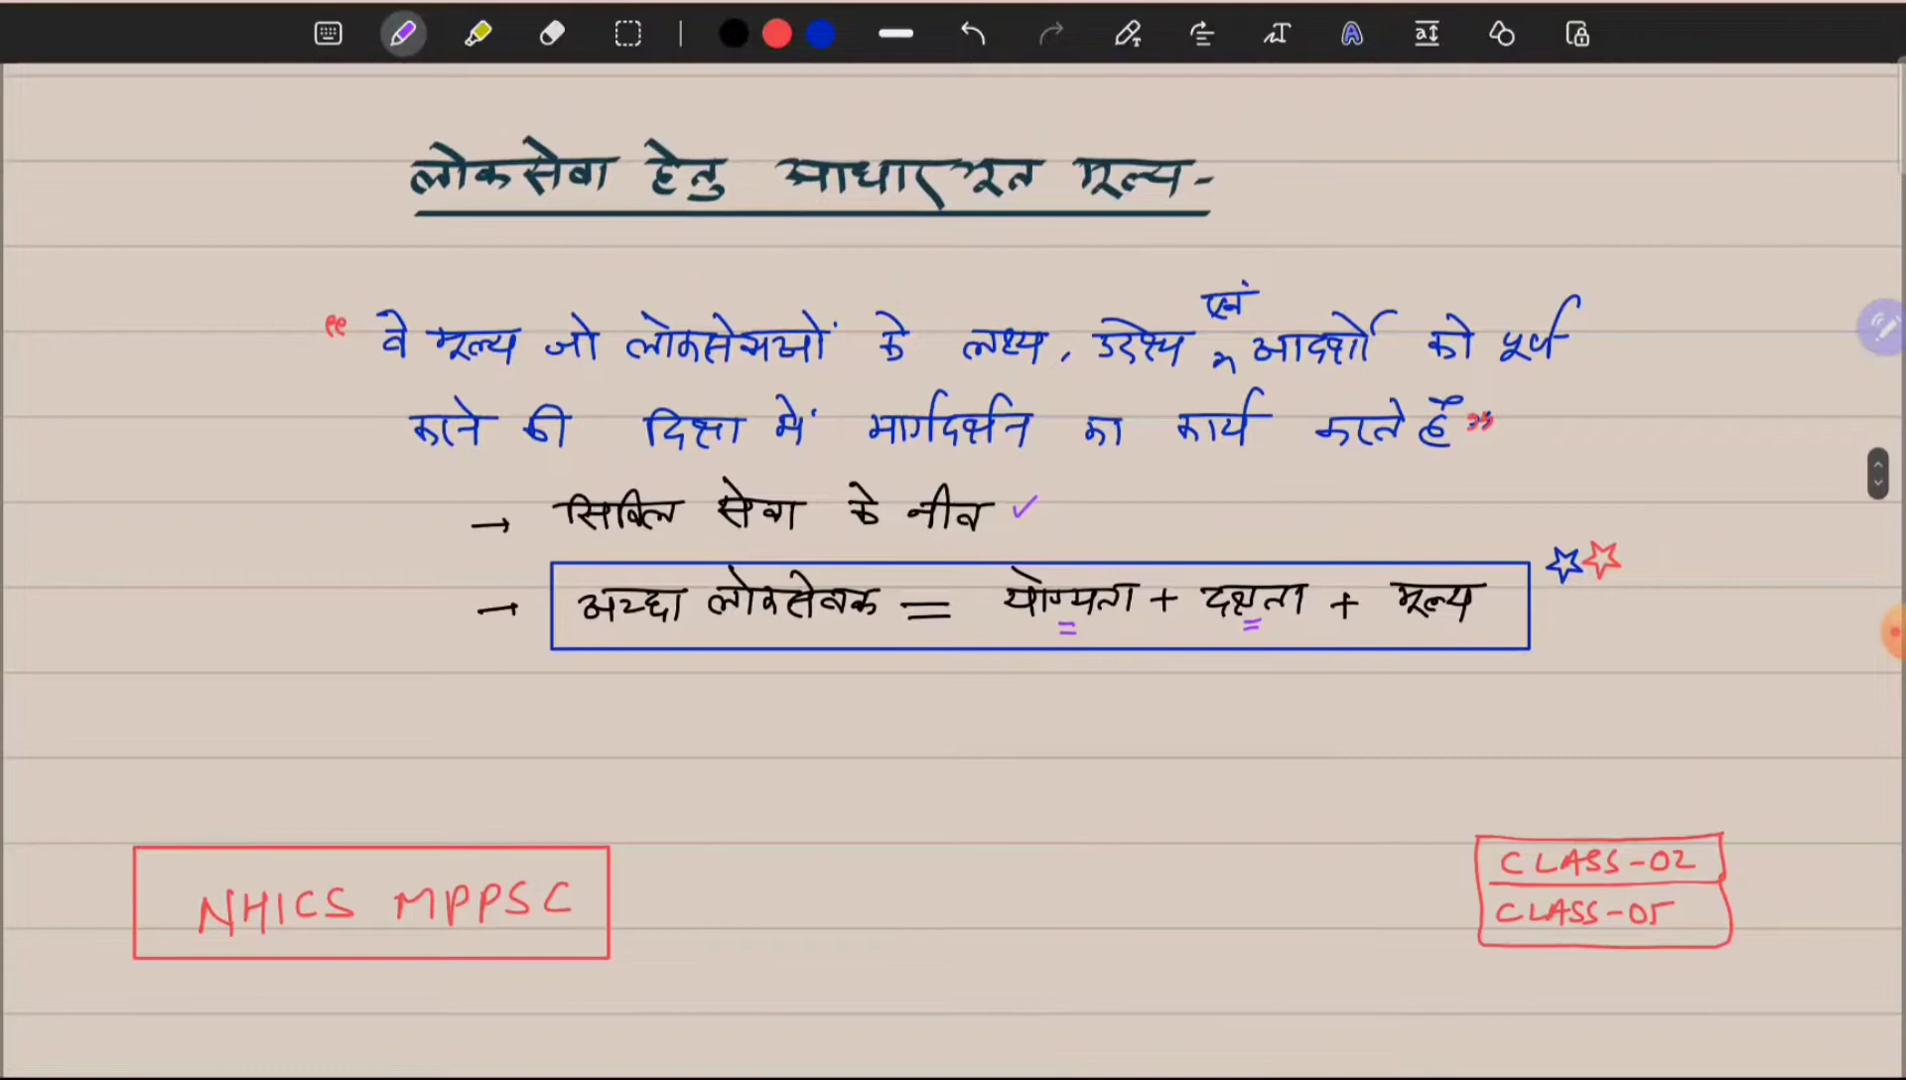 लोकसेवा हेतु आधारभूत मूल्य-
एवं
“ वे मूल्य जो लोकसेवाओं के लक्ष्य, उद्देश्य ^ आदर्शों को पूर्ण
करने की दिशा में मार्गदर्शन का कार्य करते हैं ”
→ सिविल सेवा के नीव ✓
→ अच्छा लोकसेवक = योग्यता + दक्षता + मूल्य
NHICS MPPSC
CLASS-02
CLASS-05